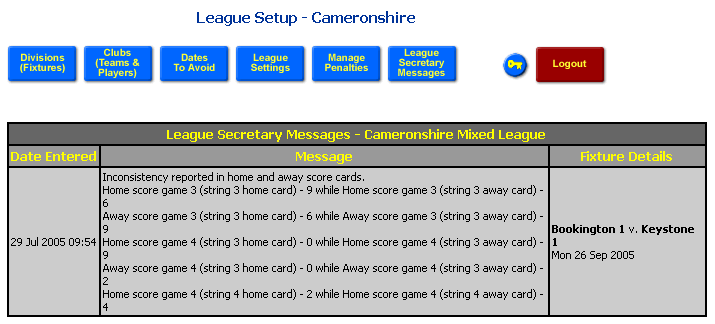 League Setup - Cameronshire
Divisions
(Fixtures)
Clubs
(Teams &
Players)
Dates
To Avoid
League
Settings
Manage
Penalties
League
Secretary
Messages
Logout
League Secretary Messages - Cameronshire Mixed League
Date Entered Message Fixture Details
29 Jul 2005 09:54
Inconsistency reported in home and away score cards.
Home score game 3 (string 3 home card) - 9 while Home score game 3 (string 3 away card) -
6
Away score game 3 (string 3 home card) - 6 while Away score game 3 (string 3 away card) -
9
Home score game 4 (string 3 home card) - 0 while Home score game 4 (string 3 away card) -
9
Away score game 4 (string 3 home card) - 0 while Away score game 4 (string 3 away card) -
2
Home score game 4 (string 4 home card) - 2 while Home score game 4 (string 4 away card) -
4
Bookington 1 v. Keystone
1
Mon 26 Sep 2005